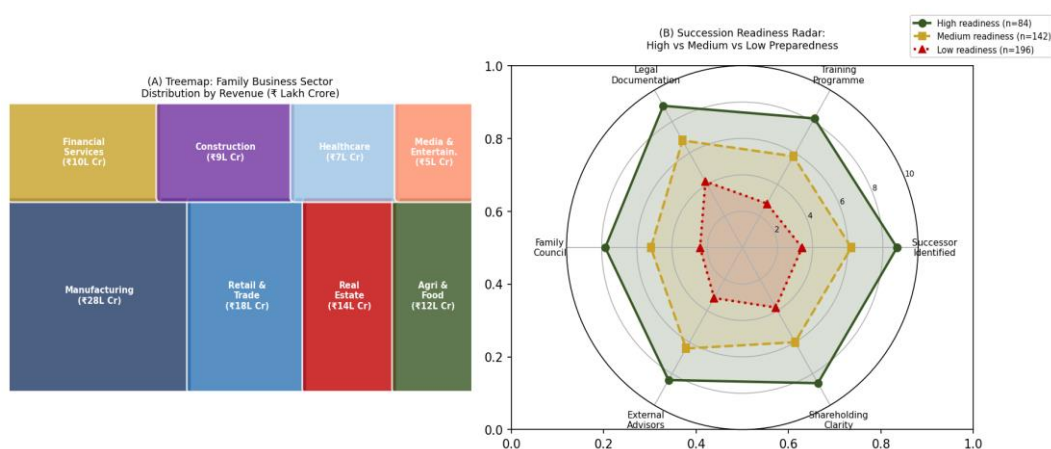 (A) Treemap: Family Business Sector
Distribution by Revenue (₹ Lakh Crore)
Financial
Services
(₹10L Cr)
Construction
(₹9L Cr)
Healthcare
(₹7L Cr)
Media &
Entertain.
(₹5L Cr)
Manufacturing
(₹28L Cr)
Retail &
Trade
(₹18L Cr)
Real
Estate
(₹14L Cr)
Agri &
Food
(₹12L Cr)
(B) Succession Readiness Radar:
High vs Medium vs Low Preparedness
High readiness (n=84)
Medium readiness (n=142)
Low readiness (n=196)
1.0
0.8
0.6
0.4
0.2
0.0
0.0
0.2
0.4
0.6
0.8
1.0
Legal
Documentation
Training
Programme
Family
Council
Successor
Identified
External
Advisors
Shareholding
Clarity
2
4
6
8
10